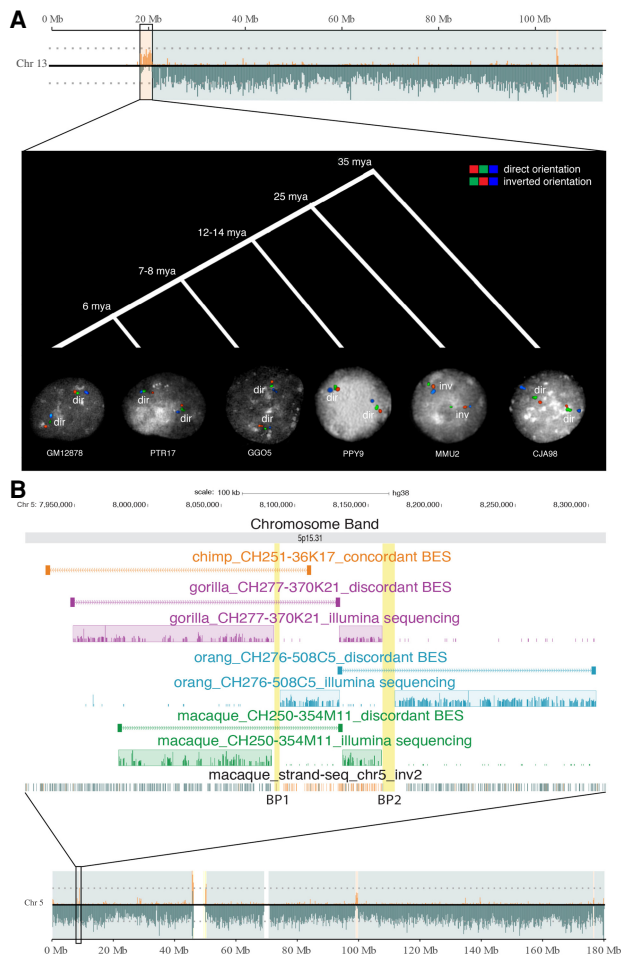 A
0 Mb 20 Mb 40 Mb 60 Mb 80 Mb 100 Mb
Chr 13
35 mya
direct orientation
inverted orientation
25 mya
12-14 mya
7-8 mya
6 mya
dir dir dir dir inv dir
dir dir dir dir inv dir
GM12878 PTR17 GGO5 PPY9 MMU2 CJA98
B
scale: 100 kb hg38
Chr 5: 7,950,000 8,000,000 8,050,000 8,100,000 8,150,000 8,200,000 8,250,000 8,300,000
Chromosome Band
5p15.31
chimp_CH251-36K17_concordant BES
gorilla_CH277-370K21_discordant BES
gorilla_CH277-370K21_illumina sequencing
orang_CH276-508C5_discordant BES
orang_CH276-508C5_illumina sequencing
macaque_CH250-354M11_discordant BES
macaque_CH250-354M11_illumina sequencing
macaque_strand-seq_chr5_inv2
BP1 BP2
Chr 5
0 Mb 20 Mb 40 Mb 60 Mb 80 Mb 100 Mb 120 Mb 140 Mb 160 Mb 180 Mb